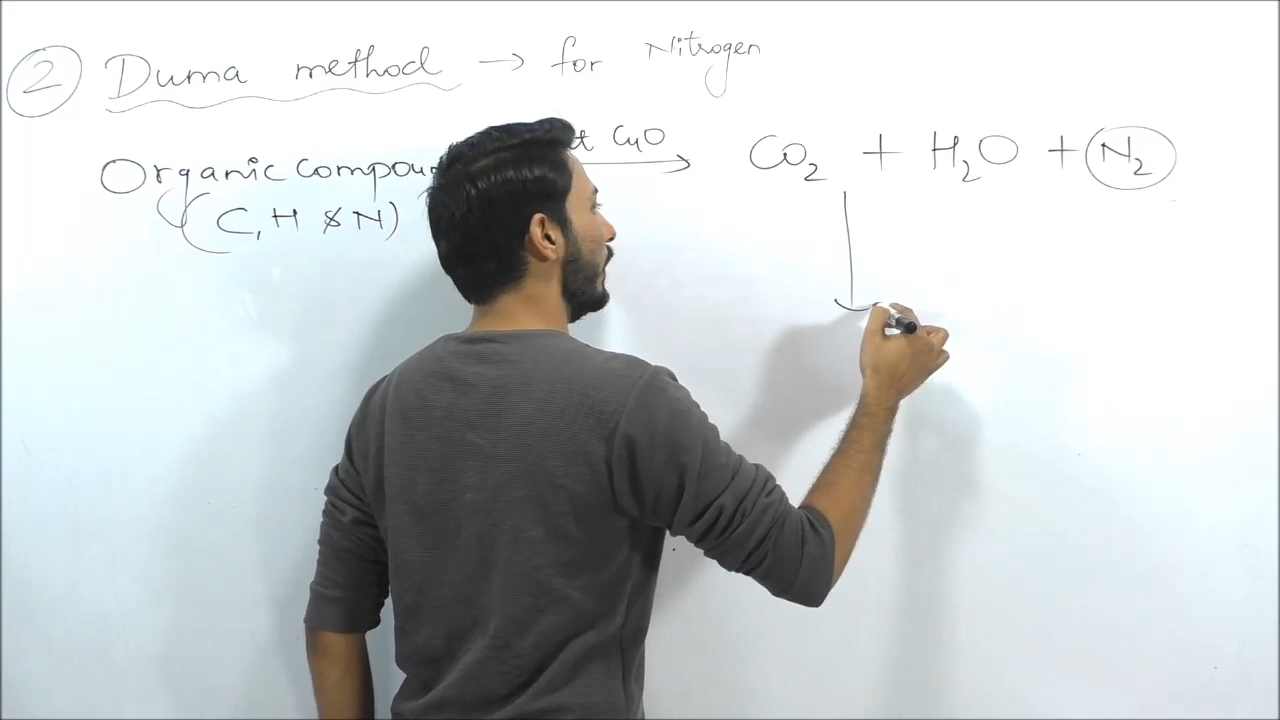 2 Duma method → for Nitrogen
Organic compou CuO → CO2 + H2O + N2
(C, H & N)